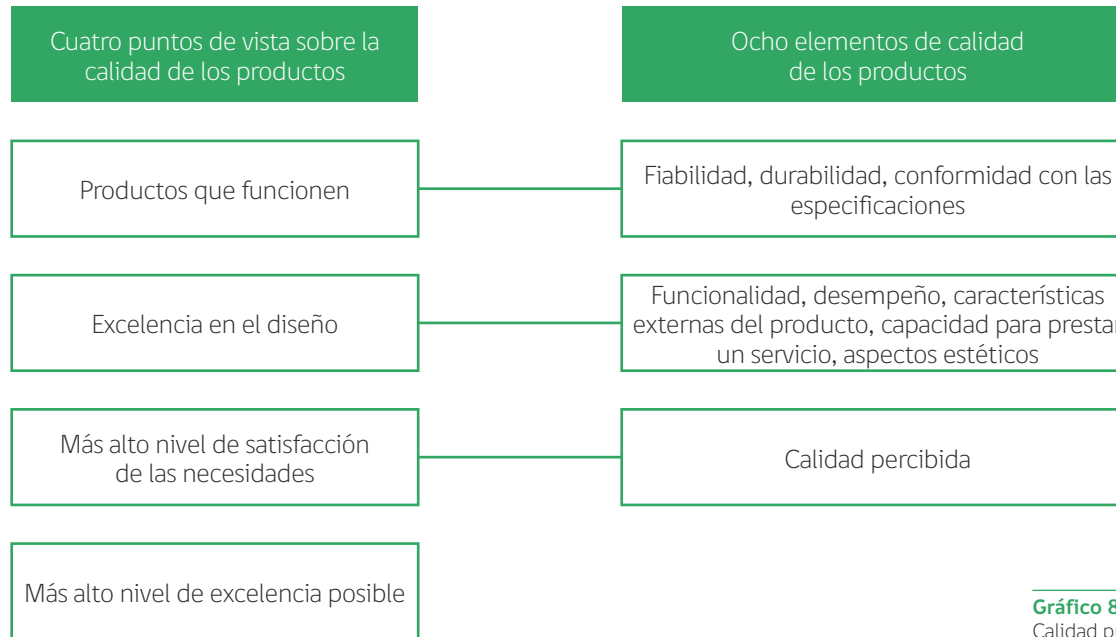 Cuatro puntos de vista sobre la
calidad de los productos
Ocho elementos de calidad
de los productos
Productos que funcionen
Fiabilidad, durabilidad, conformidad con las
especificaciones
Excelencia en el diseño
Funcionalidad, desempeño, características
externas del producto, capacidad para prestar
un servicio, aspectos estéticos
Más alto nivel de satisfacción
de las necesidades
Calidad percibida
Más alto nivel de excelencia posible
Gráfico 8
Calidad